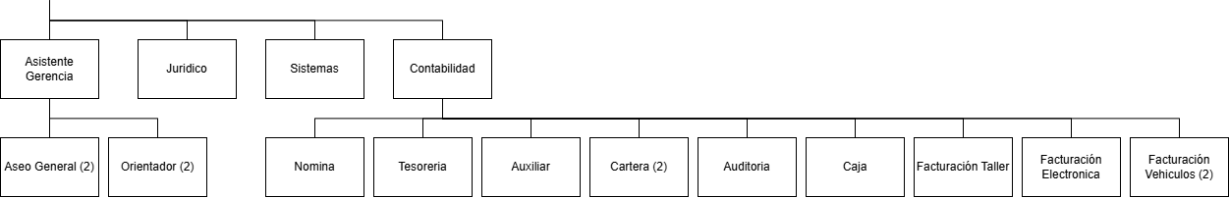 Asistente
Gerencia
Juridico
Sistemas
Contabilidad
Aseo General (2)
Orientador (2)
Nomina
Tesoreria
Auxiliar
Cartera (2)
Auditoria
Caja
Facturación Taller
Facturación
Electronica
Facturación
Vehiculos (2)